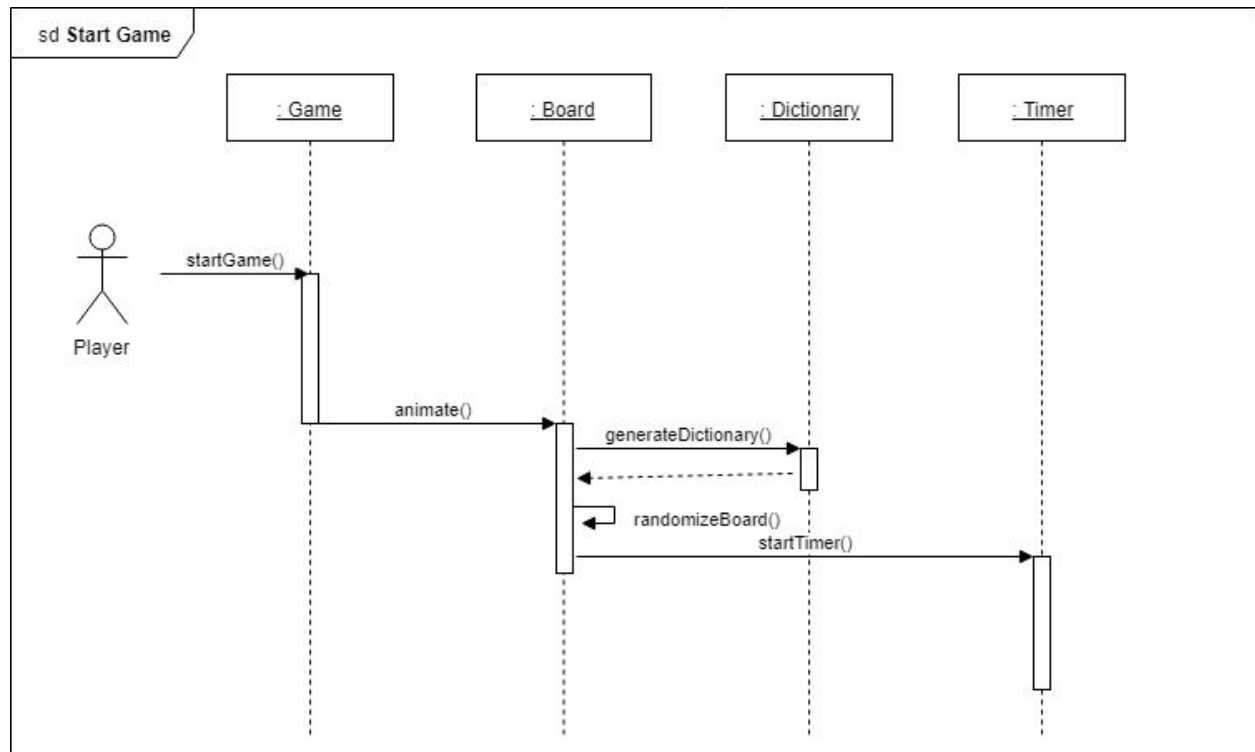 sd Start Game
: Game
: Board
: Dictionary
: Timer
startGame()
Player
animate()
generateDictionary()
randomizeBoard()
startTimer()